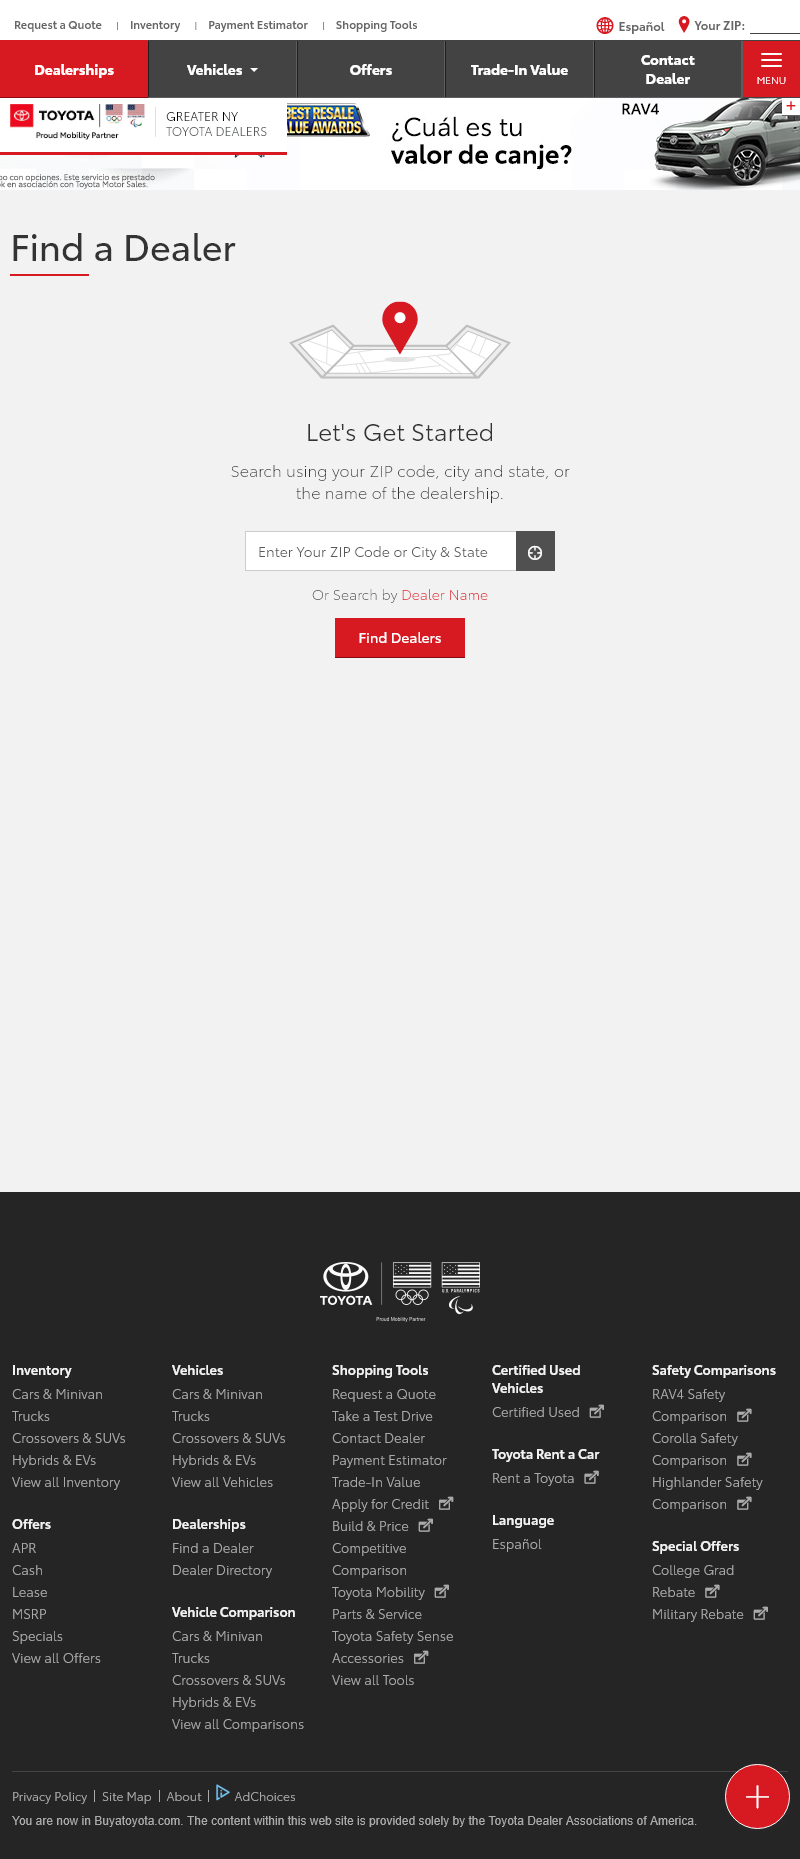 Request a Quote | Inventory | Payment Estimator | Shopping Tools
Español Your ZIP:
Dealerships Vehicles Offers Trade-In Value Contact Dealer MENU
TOYOTA
Proud Mobility Partner
GREATER NY
TOYOTA DEALERS
BEST RESALE
VALUE AWARDS
¿Cuál es tu
valor de canje?
RAV4
con opciones. Este servicio es prestado
en asociación con Toyota Motor Sales.
Find a Dealer
Let's Get Started
Search using your ZIP code, city and state, or
the name of the dealership.
Enter Your ZIP Code or City & State
Or Search by Dealer Name
Find Dealers
TOYOTA
U.S. PARALYMPICS
Proud Mobility Partner
Inventory
Cars & Minivan
Trucks
Crossovers & SUVs
Hybrids & EVs
View all Inventory
Offers
APR
Cash
Lease
MSRP
Specials
View all Offers
Vehicles
Cars & Minivan
Trucks
Crossovers & SUVs
Hybrids & EVs
View all Vehicles
Dealerships
Find a Dealer
Dealer Directory
Vehicle Comparison
Cars & Minivan
Trucks
Crossovers & SUVs
Hybrids & EVs
View all Comparisons
Shopping Tools
Request a Quote
Take a Test Drive
Contact Dealer
Payment Estimator
Trade-In Value
Apply for Credit
Build & Price
Competitive
Comparison
Toyota Mobility
Parts & Service
Toyota Safety Sense
Accessories
View all Tools
Certified Used
Vehicles
Certified Used
Toyota Rent a Car
Rent a Toyota
Language
Español
Safety Comparisons
RAV4 Safety
Comparison
Corolla Safety
Comparison
Highlander Safety
Comparison
Special Offers
College Grad
Rebate
Military Rebate
Privacy Policy | Site Map | About | AdChoices
You are now in Buyatoyota.com. The content within this web site is provided solely by the Toyota Dealer Associations of America.